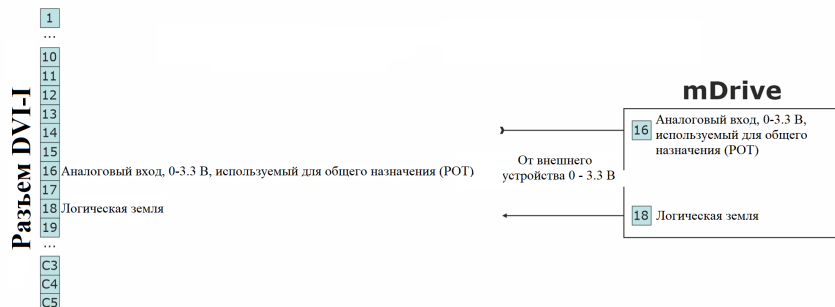 Разъем DVI-I
1
...
10
11
12
13
14
15
16 Аналоговый вход, 0-3.3 В, используемый для общего назначения (POT)
17
18 Логическая земля
19
...
C3
C4
C5
От внешнего
устройства 0 - 3.3 В
mDrive
16 Аналоговый вход, 0-3.3 В,
используемый для общего
назначения (POT)
18 Логическая земля